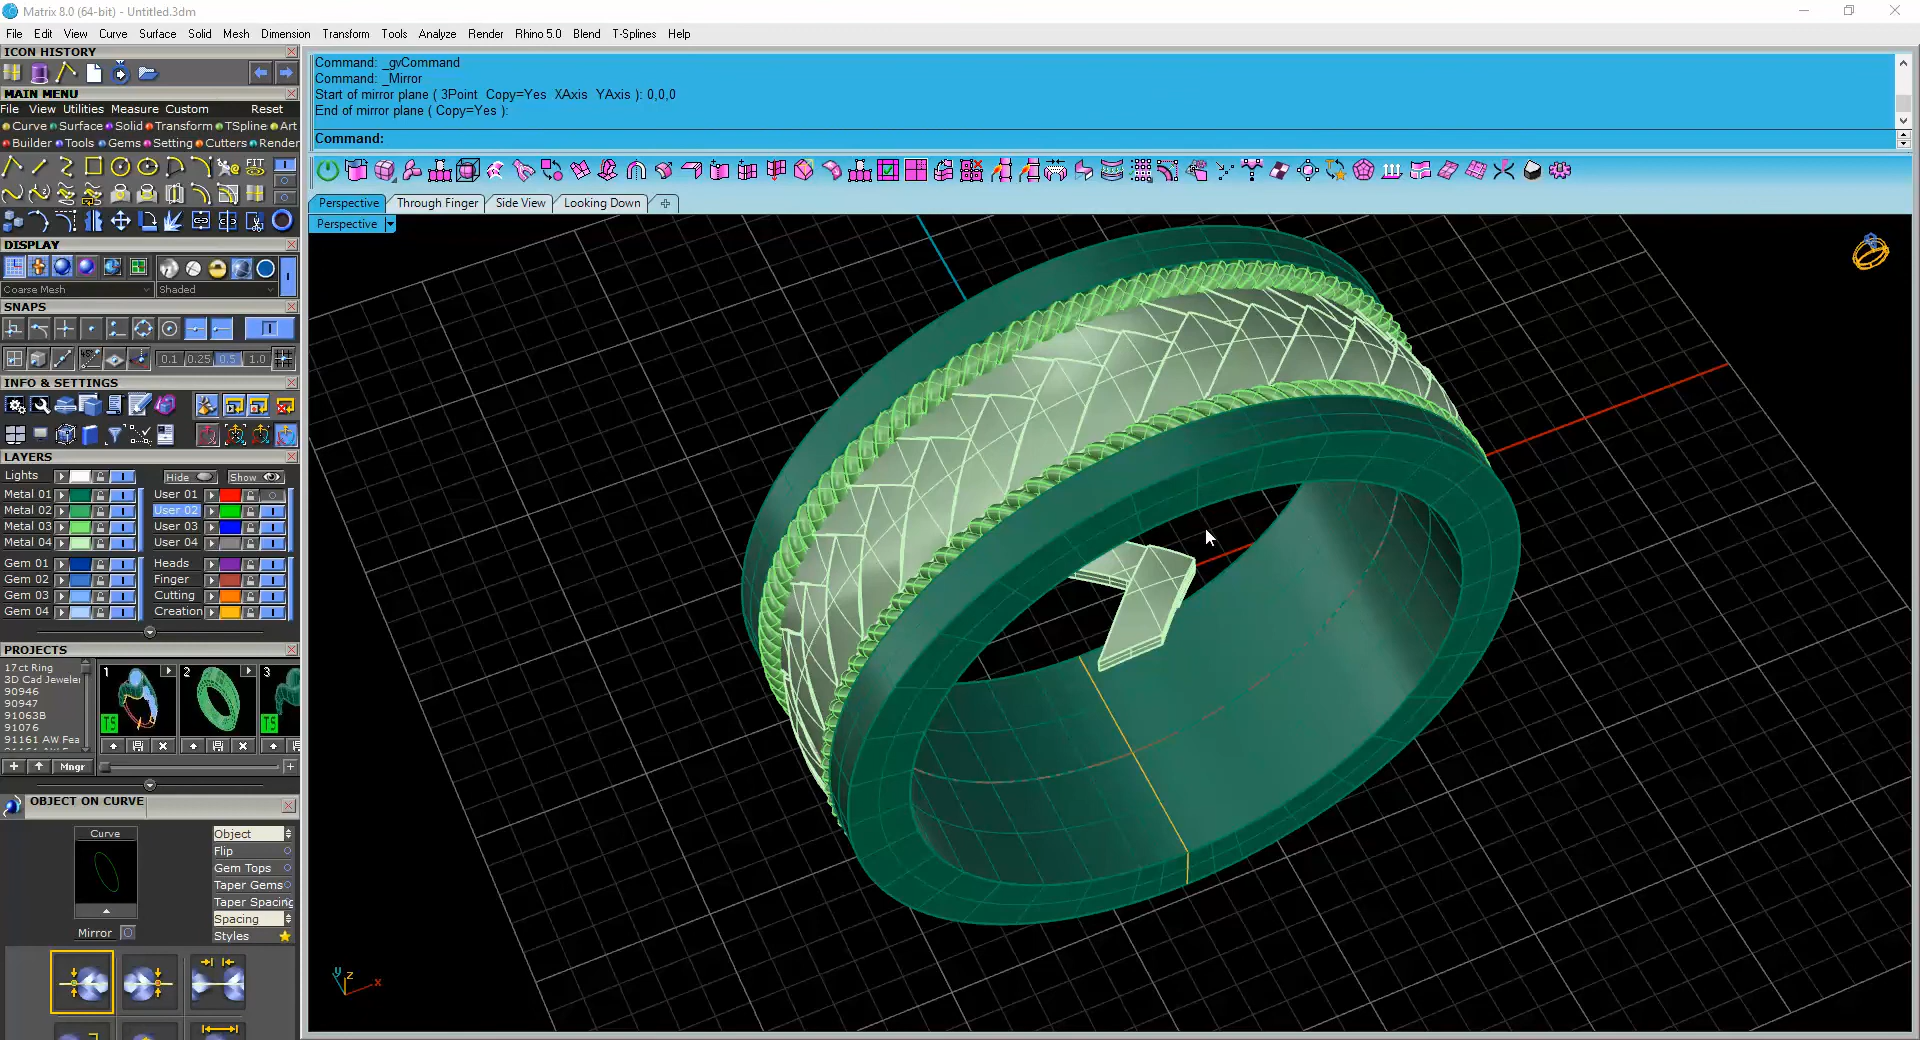 Matrix 8.0 (64-bit) - Untitled.3dm
File Edit View Curve Surface Solid Mesh Dimension Transform Tools Analyze Render Rhino 5.0 Blend T-Splines Help
ICON HISTORY
MAIN MENU
File View Utilities Measure Custom Reset
Curve Surface Solid Transform TSpline Art
Builder Tools Gems Setting Cutters Render
FIT
DISPLAY
Coarse Mesh Shaded
SNAPS
0.1 0.25 0.5 1.0
INFO & SETTINGS
LAYERS
Lights Hide Show
Metal 01 User 01
Metal 02 User 02
Metal 03 User 03
Metal 04 User 04
Gem 01 Heads
Gem 02 Finger
Gem 03 Cutting
Gem 04 Creation
PROJECTS
17ct Ring
3D Cad Jeweler
90946
90947
91063B
91076
91161 AW Fea
1 2 3
TS TS
Mngr
OBJECT ON CURVE
Curve
Mirror
Object
Flip
Gem Tops
Taper Gems
Taper Spacing
Spacing
Styles
Command: _gvCommand
Command: _Mirror
Start of mirror plane ( 3Point Copy=Yes XAxis YAxis ): 0,0,0
End of mirror plane ( Copy=Yes ):
Command:
Perspective Through Finger Side View Looking Down
Perspective
y z x